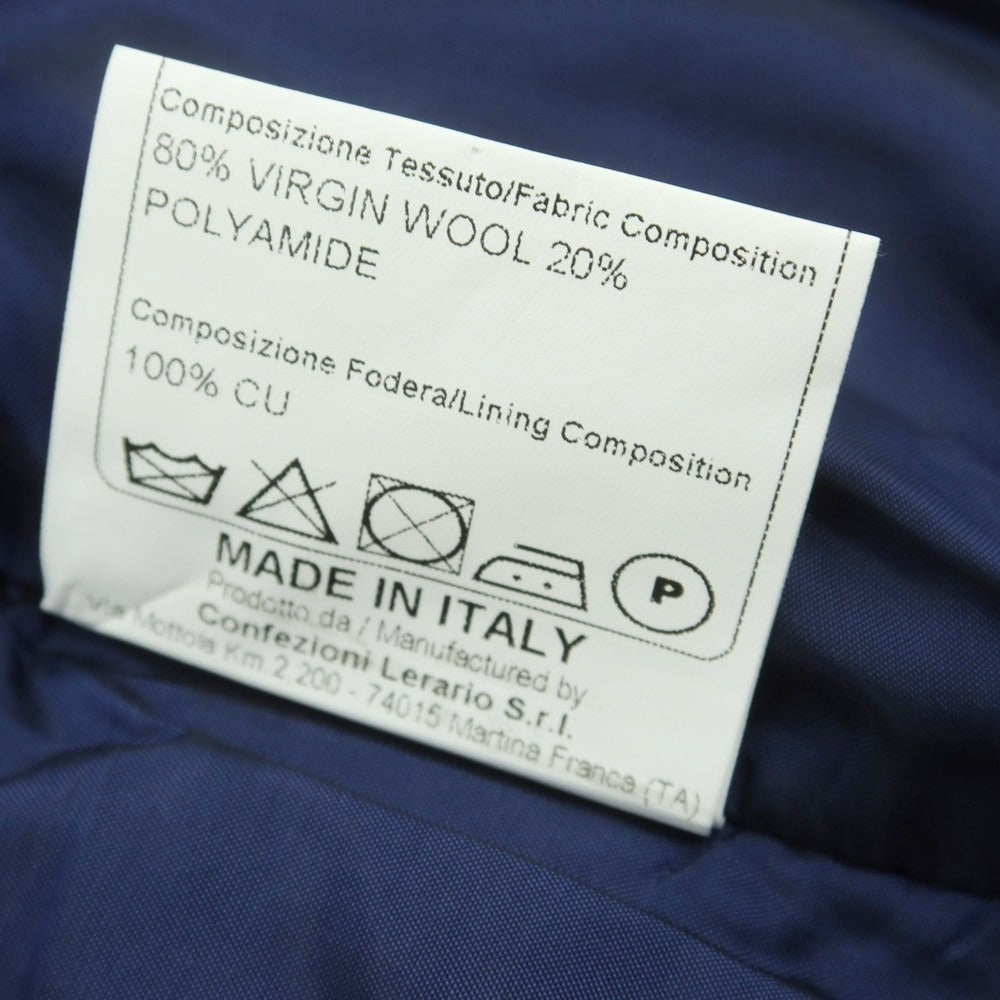 Composizione Tessuto/Fabric Composition
80% VIRGIN WOOL 20%
POLYAMIDE
Composizione Fodera/Lining Composition
100% CU
P
MADE IN ITALY
Prodotto da / Manufactured by
Confezioni Lerario S.r.l.
Via Mottola Km 2.200 - 74015 Martina Franca (TA)